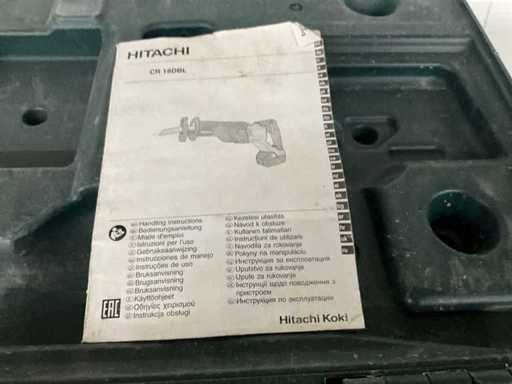 HITACHI
CR 18DBL
Handling instructions
Bedienungsanleitung
Mode d'emploi
Istruzioni per l'uso
Gebruiksaanwijzing
Instrucciones de manejo
Instruções de uso
Bruksanvisning
Brugsanvisning
Bruksanvisning
Käyttöohjeet
Οδηγίες χειρισμού
Instrukcja obsługi
Kezelési utasítás
Návod k obsluze
Kullanım talimatları
Instrucţiuni de utilizare
Navodila za rokovanje
Pokyny na manipuláciu
Инструкция за експлоатация
Uputstvo za rukovanje
Upute za rukovanje
Інструкції щодо поводження з
пристроєм
Инструкция по эксплуатации
EAC
Hitachi Koki